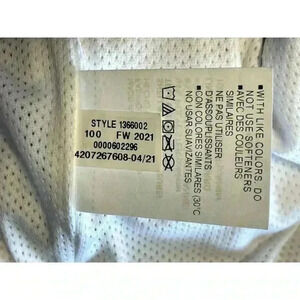 STYLE 1366002
100 FW 2021
0000602296
4207267608-04/21
• WITH LIKE COLORS. DO
NOT USE SOFTENERS
• AVEC DES COULEURS
SIMILAIRES
NE PAS UTILISER
D'ASSOUPLISSANTS
• CON COLORES SIMILARES (30°C
NO USAR SUAVIZANTES